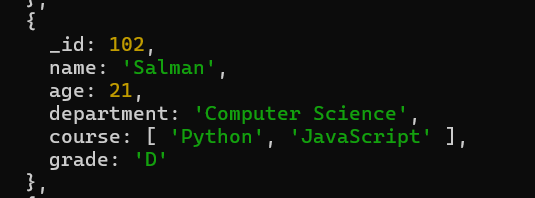 },
{
_id: 102,
name: 'Salman',
age: 21,
department: 'Computer Science',
course: [ 'Python', 'JavaScript' ],
grade: 'D'
},